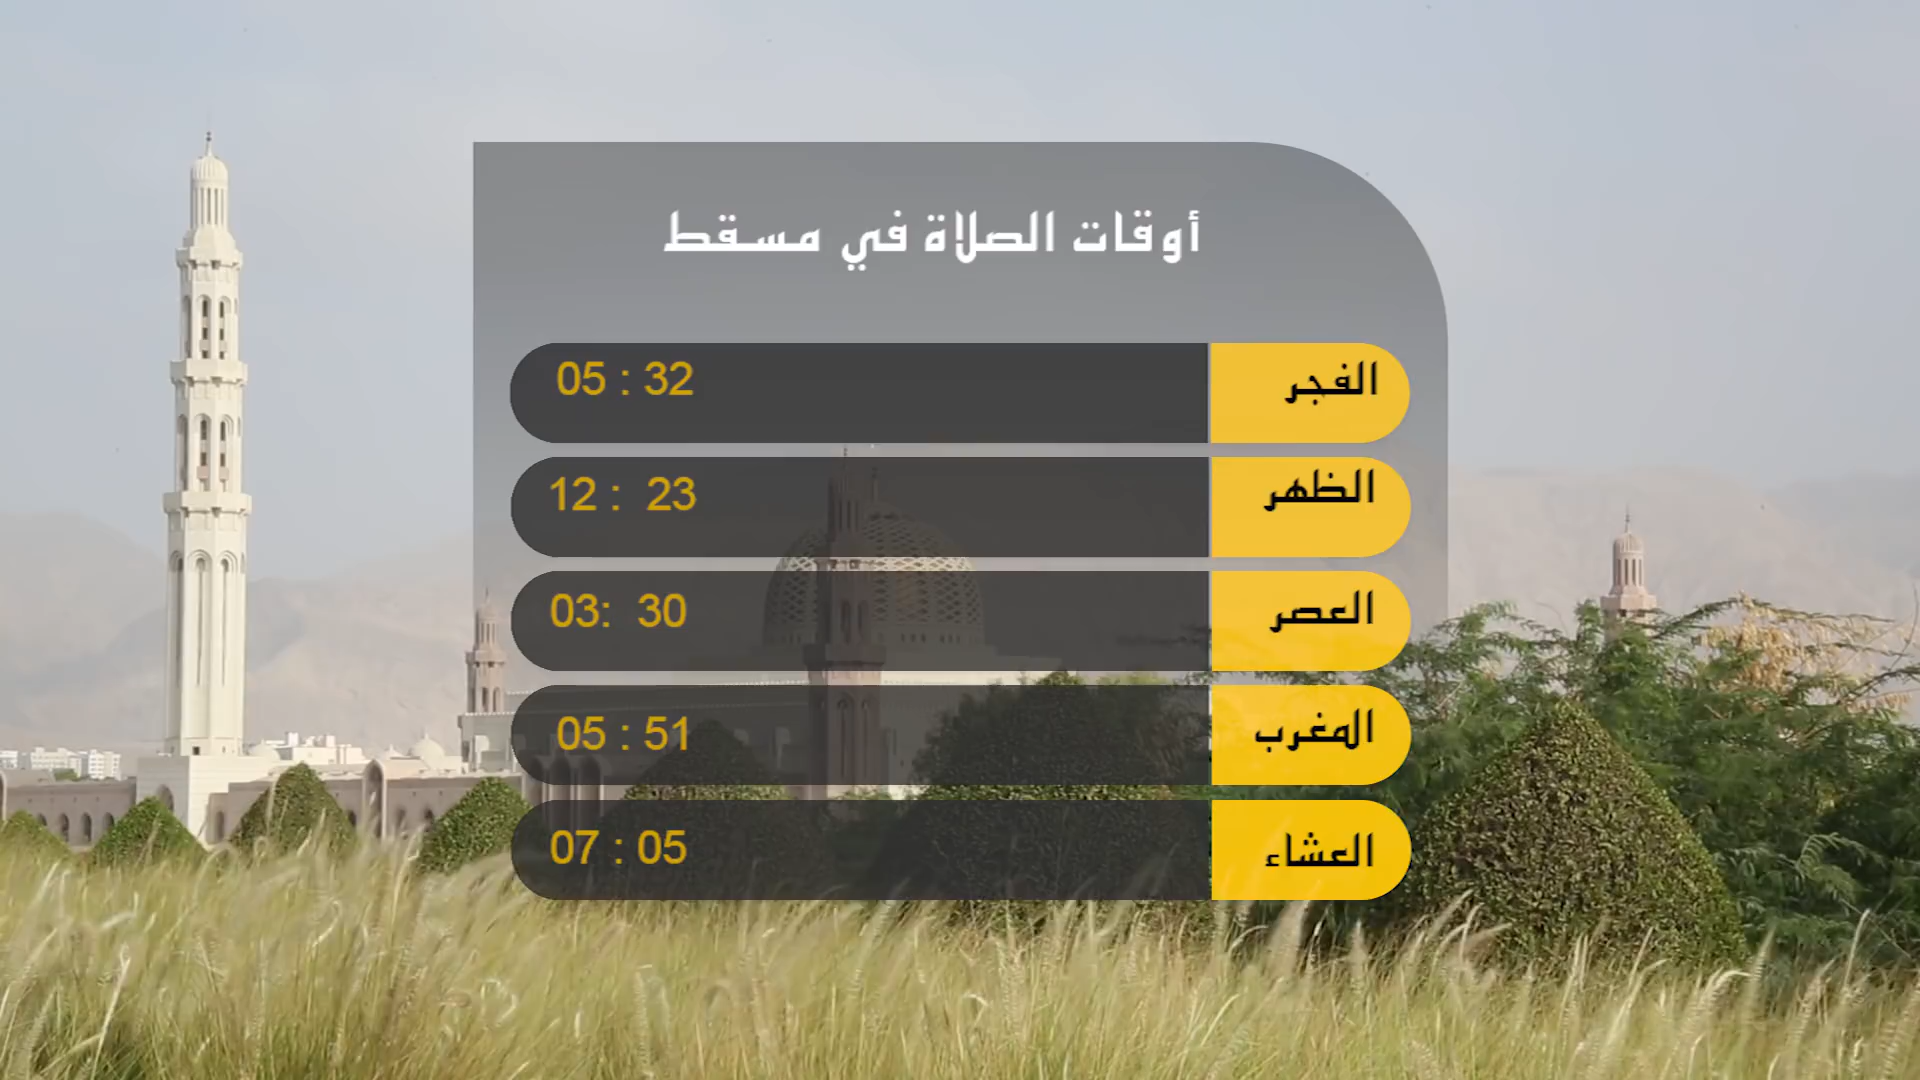 أوقات الصلاة في مسقط
الفجر 05 : 32
الظهر 12 : 23
العصر 03: 30
المغرب 05 : 51
العشاء 07 : 05